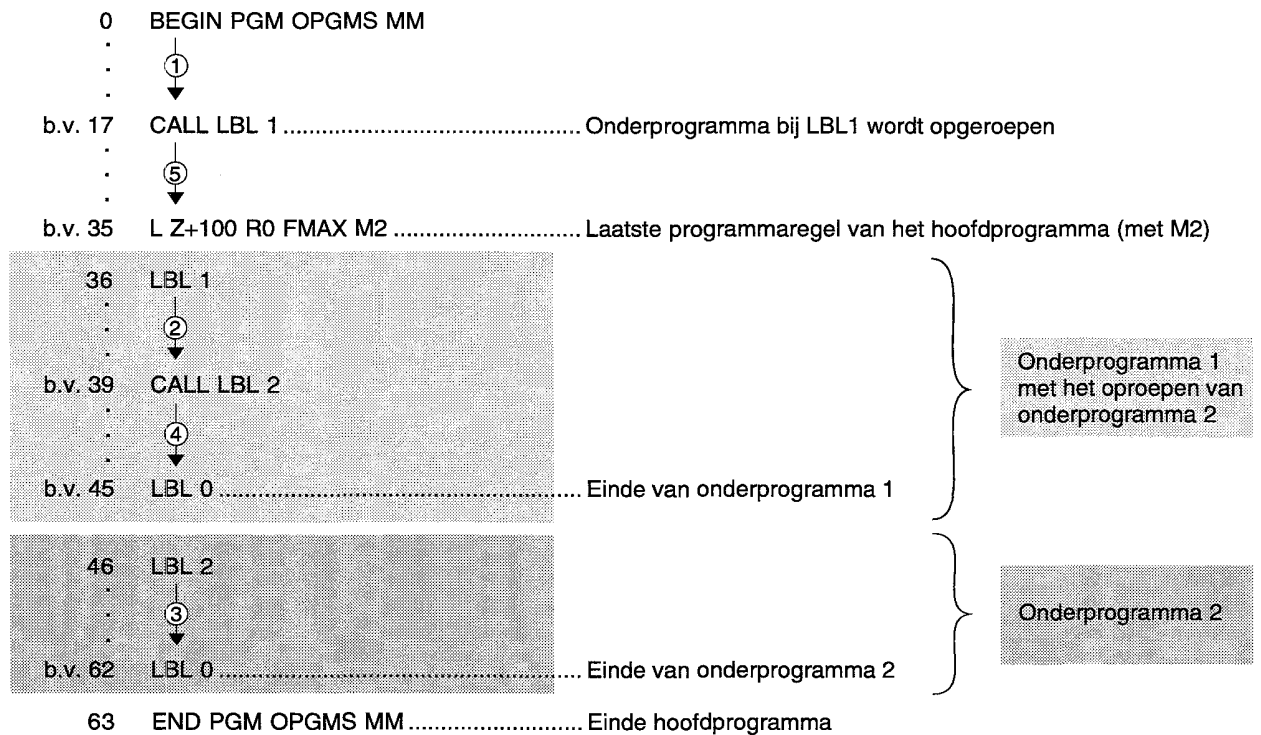 0 BEGIN PGM OPGMS MM
①
b.v. 17 CALL LBL 1 ............................................... Onderprogramma bij LBL1 wordt opgeroepen
⑤
b.v. 35 L Z+100 R0 FMAX M2 ............................. Laatste programmaregel van het hoofdprogramma (met M2)
36 LBL 1
②
b.v. 39 CALL LBL 2
④
b.v. 45 LBL 0 ......................................................... Einde van onderprogramma 1
Onderprogramma 1
met het oproepen van
onderprogramma 2
46 LBL 2
③
b.v. 62 LBL 0 ......................................................... Einde van onderprogramma 2
Onderprogramma 2
63 END PGM OPGMS MM ........................... Einde hoofdprogramma